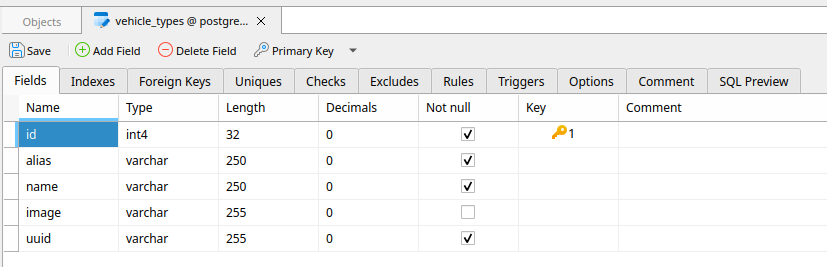 Objects vehicle_types @ postgre...
Save Add Field Delete Field Primary Key
Fields Indexes Foreign Keys Uniques Checks Excludes Rules Triggers Options Comment SQL Preview
Name Type Length Decimals Not null Key Comment
id int4 32 0 1
alias varchar 250 0
name varchar 250 0
image varchar 255 0
uuid varchar 255 0